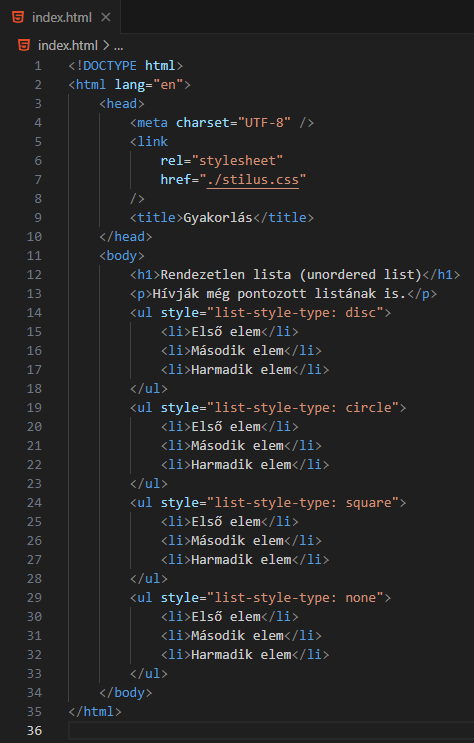 index.html ×
index.html > ...
1 <!DOCTYPE html>
2 <html lang="en">
3     <head>
4         <meta charset="UTF-8" />
5         <link
6             rel="stylesheet"
7             href="./stilus.css"
8         />
9         <title>Gyakorlás</title>
10     </head>
11     <body>
12         <h1>Rendezetlen lista (unordered list)</h1>
13         <p>Hívják még pontozott listának is.</p>
14         <ul style="list-style-type: disc">
15             <li>Első elem</li>
16             <li>Második elem</li>
17             <li>Harmadik elem</li>
18         </ul>
19         <ul style="list-style-type: circle">
20             <li>Első elem</li>
21             <li>Második elem</li>
22             <li>Harmadik elem</li>
23         </ul>
24         <ul style="list-style-type: square">
25             <li>Első elem</li>
26             <li>Második elem</li>
27             <li>Harmadik elem</li>
28         </ul>
29         <ul style="list-style-type: none">
30             <li>Első elem</li>
31             <li>Második elem</li>
32             <li>Harmadik elem</li>
33         </ul>
34     </body>
35 </html>
36